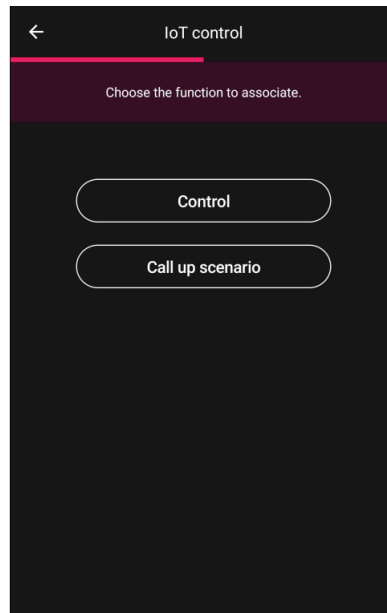 IoT control
Choose the function to associate.
Control
Call up scenario